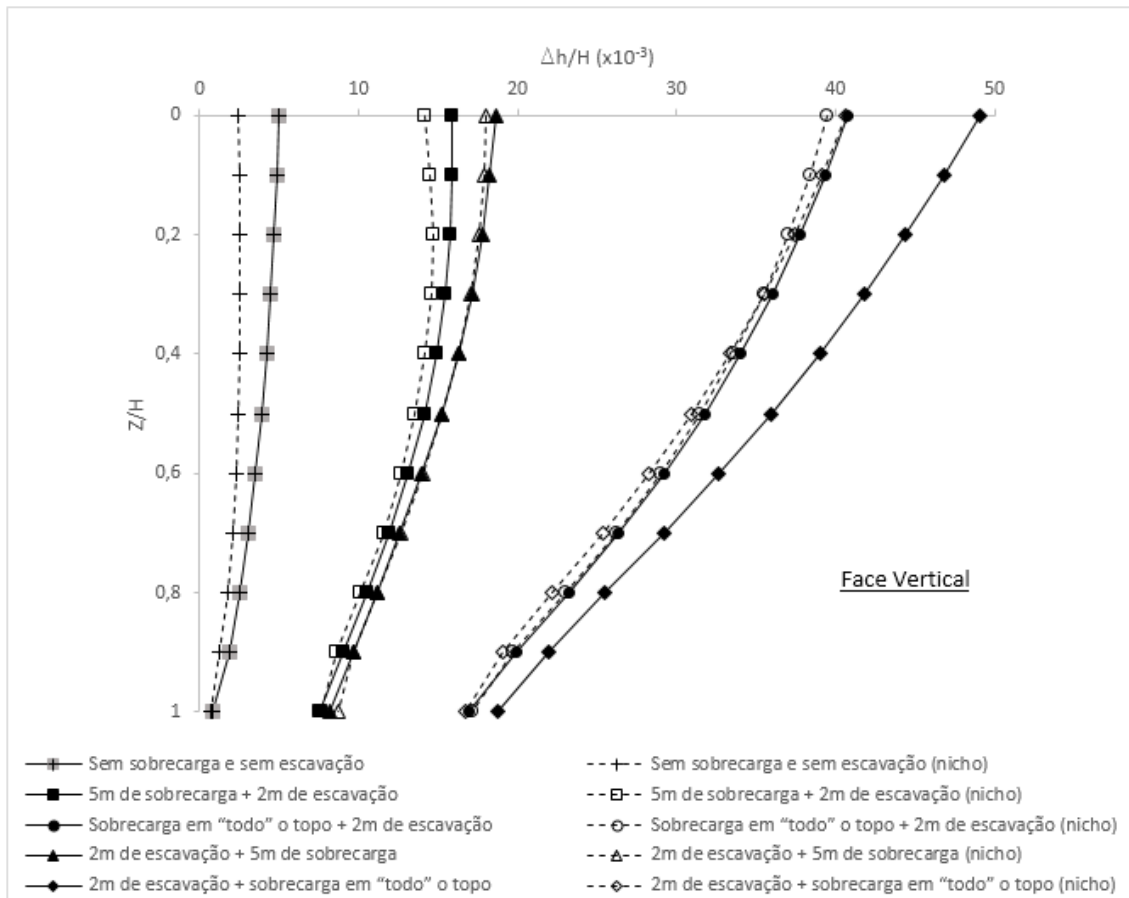 Δh/H (x10⁻³)
0 10 20 30 40 50
0
0,2
0,4
Z/H
0,6
0,8
1
Face Vertical
Sem sobrecarga e sem escavação
Sem sobrecarga e sem escavação (nicho)
5m de sobrecarga + 2m de escavação
5m de sobrecarga + 2m de escavação (nicho)
Sobrecarga em “todo” o topo + 2m de escavação
Sobrecarga em “todo” o topo + 2m de escavação (nicho)
2m de escavação + 5m de sobrecarga
2m de escavação + 5m de sobrecarga (nicho)
2m de escavação + sobrecarga em “todo” o topo
2m de escavação + sobrecarga em “todo” o topo (nicho)